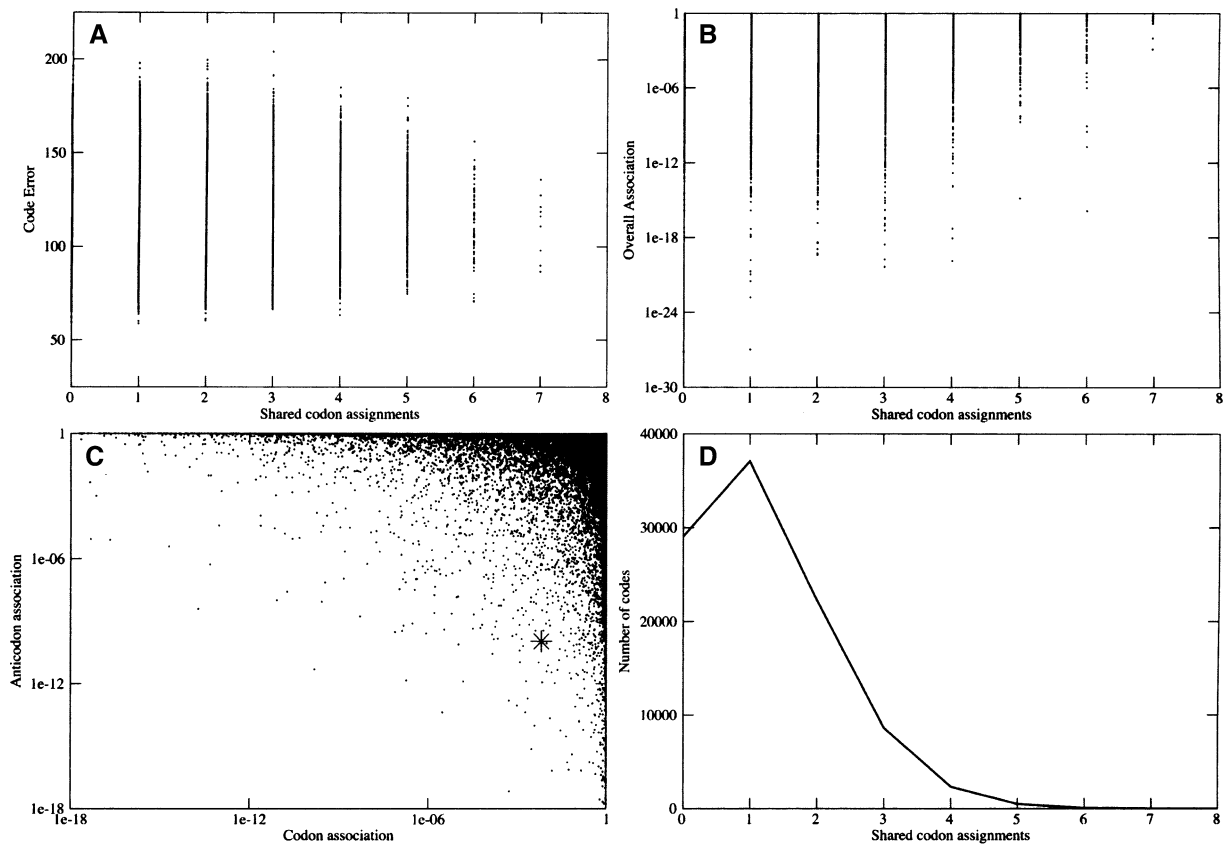 A
200
150
100
50
Code Error
0 1 2 3 4 5 6 7 8
Shared codon assignments
B
1
1e-06
1e-12
1e-18
1e-24
1e-30
Overall Association
0 1 2 3 4 5 6 7 8
Shared codon assignments
C
1
1e-06
1e-12
1e-18
Anticodon association
1e-18 1e-12 1e-06 1
Codon association
D
40000
30000
20000
10000
0
Number of codes
0 1 2 3 4 5 6 7 8
Shared codon assignments